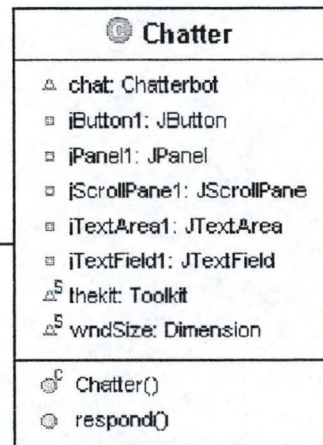 C Chatter
chat: Chatterbot
jButton1: JButton
jPanel1: JPanel
jScrollPane1: JScrollPane
jTextArea1: JTextArea
jTextField1: JTextField
S thekit: Toolkit
S wndSize: Dimension
C Chatter()
respond()